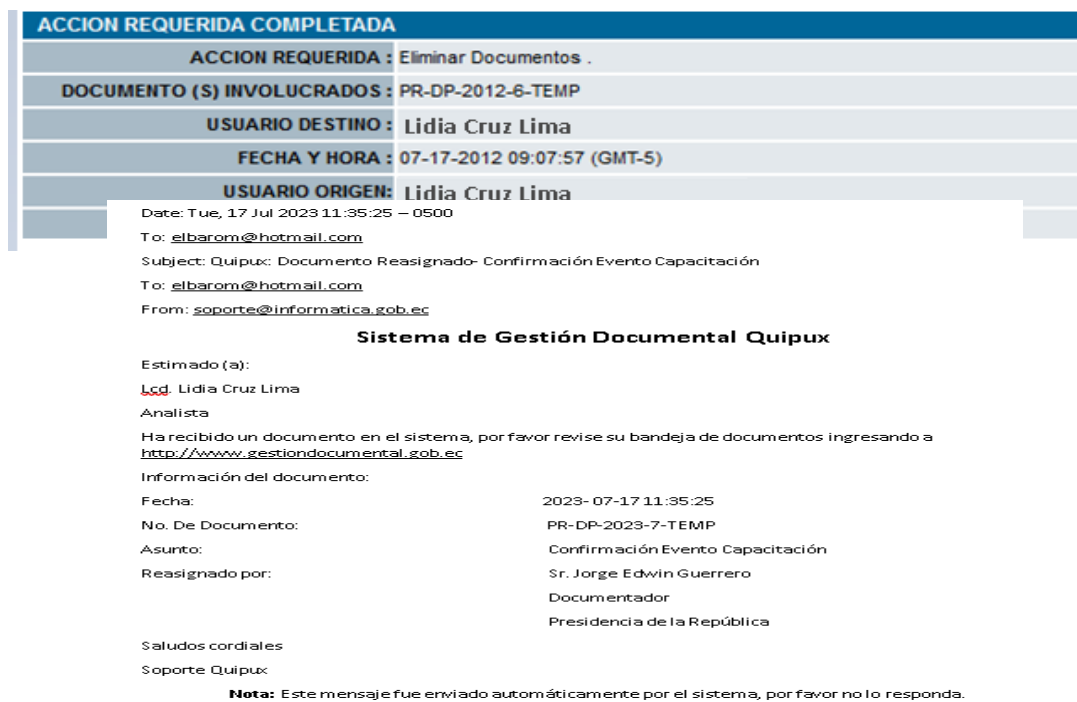 ACCION REQUERIDA COMPLETADA
ACCION REQUERIDA : Eliminar Documentos .
DOCUMENTO (S) INVOLUCRADOS : PR-DP-2012-6-TEMP
USUARIO DESTINO : Lidia Cruz Lima
FECHA Y HORA : 07-17-2012 09:07:57 (GMT-5)
USUARIO ORIGEN: Lidia Cruz Lima
Date: Tue, 17 Jul 2023 11:35:25 – 0500
To: elbarom@hotmail.com
Subject: Quipux: Documento Reasignado- Confirmación Evento Capacitación
To: elbarom@hotmail.com
From: soporte@informatica.gob.ec
Sistema de Gestión Documental Quipux
Estimado (a):
Lcd. Lidia Cruz Lima
Analista
Ha recibido un documento en el sistema, por favor revise su bandeja de documentos ingresando a
http://www.gestiondocumental.gob.ec
Información del documento:
Fecha: 2023- 07-17 11:35:25
No. De Documento: PR-DP-2023-7-TEMP
Asunto: Confirmación Evento Capacitación
Reasignado por: Sr. Jorge Edwin Guerrero
Documentador
Presidencia de la República
Saludos cordiales
Soporte Quipux
Nota: Este mensaje fue enviado automáticamente por el sistema, por favor no lo responda.